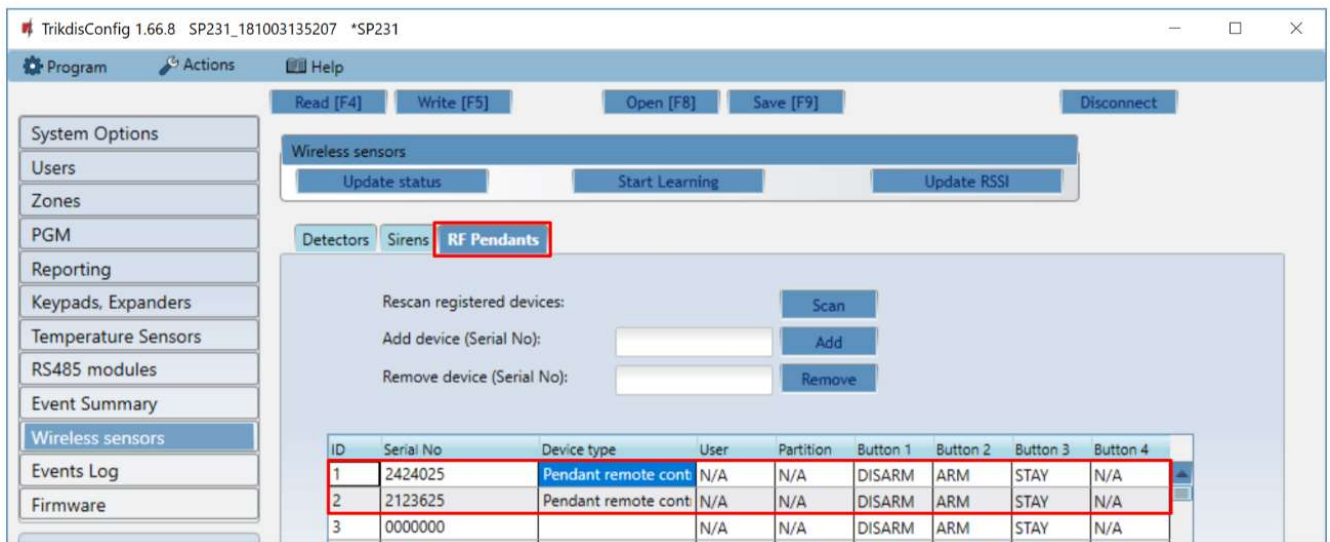 TrikdisConfig 1.66.8 SP231_181003135207 *SP231
Program Actions Help
Read [F4] Write [F5] Open [F8] Save [F9] Disconnect
System Options
Users
Zones
PGM
Reporting
Keypads, Expanders
Temperature Sensors
RS485 modules
Event Summary
Wireless sensors
Events Log
Firmware
Wireless sensors
Update status Start Learning Update RSSI
Detectors Sirens RF Pendants
Rescan registered devices: Scan
Add device (Serial No): Add
Remove device (Serial No): Remove
ID Serial No Device type User Partition Button 1 Button 2 Button 3 Button 4
1 2424025 Pendant remote cont N/A N/A DISARM ARM STAY N/A
2 2123625 Pendant remote cont N/A N/A DISARM ARM STAY N/A
3 0000000 N/A N/A DISARM ARM STAY N/A